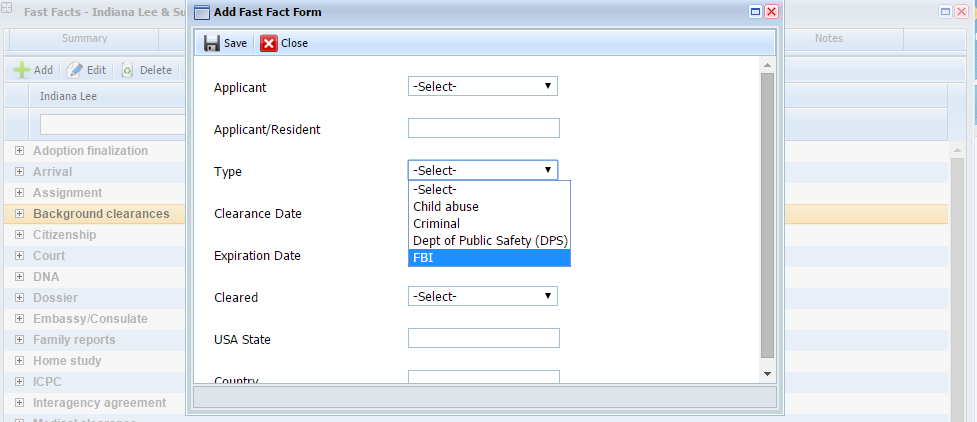 Fast Facts - Indiana Lee & Su
Summary
Notes
Add Edit Delete
Indiana Lee
Adoption finalization
Arrival
Assignment
Background clearances
Citizenship
Court
DNA
Dossier
Embassy/Consulate
Family reports
Home study
ICPC
Interagency agreement
Medical clearance
Add Fast Fact Form
Save Close
Applicant -Select-
Applicant/Resident
Type -Select-
-Select-
Child abuse
Criminal
Dept of Public Safety (DPS)
FBI
Clearance Date
Expiration Date
Cleared -Select-
USA State
Country